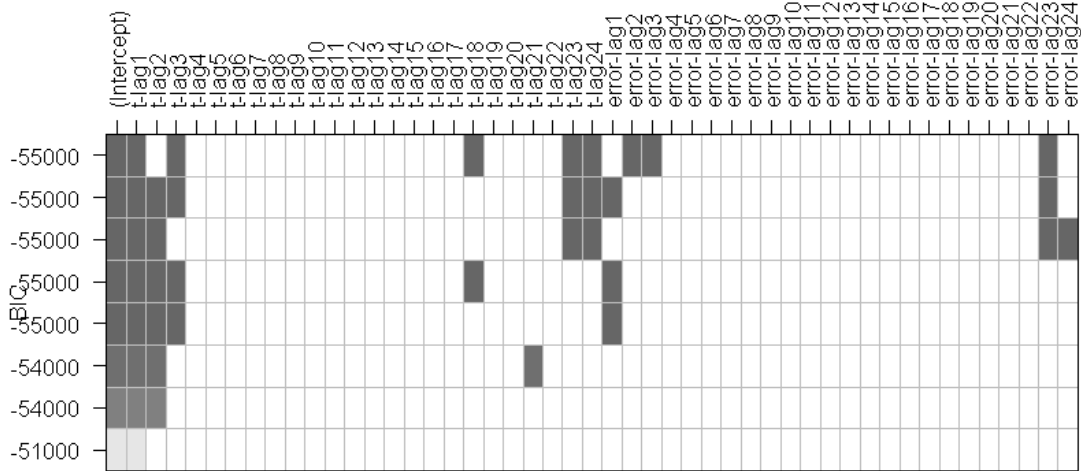 (Intercept)
t-lag1
t-lag2
t-lag3
t-lag4
t-lag5
t-lag6
t-lag7
t-lag8
t-lag9
t-lag10
t-lag11
t-lag12
t-lag13
t-lag14
t-lag15
t-lag16
t-lag17
t-lag18
t-lag19
t-lag20
t-lag21
t-lag22
t-lag23
t-lag24
error-lag1
error-lag2
error-lag3
error-lag4
error-lag5
error-lag6
error-lag7
error-lag8
error-lag9
error-lag10
error-lag11
error-lag12
error-lag13
error-lag14
error-lag15
error-lag16
error-lag17
error-lag18
error-lag19
error-lag20
error-lag21
error-lag22
error-lag23
error-lag24
BIC
-55000
-55000
-55000
-55000
-55000
-54000
-54000
-51000